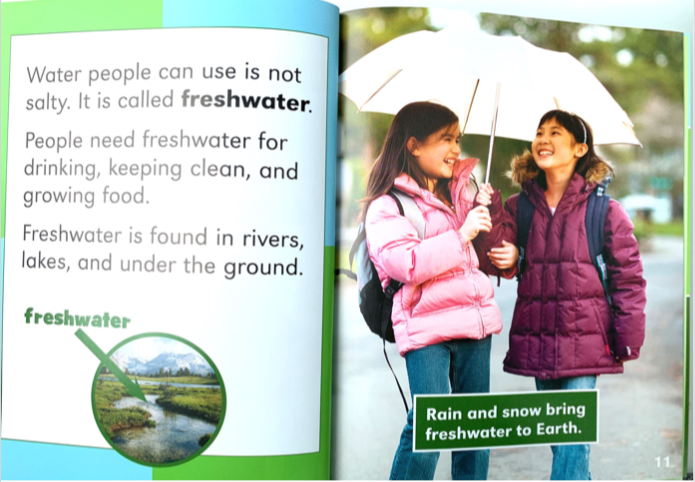 Water people can use is not
salty. It is called freshwater.
People need freshwater for
drinking, keeping clean, and
growing food.
Freshwater is found in rivers,
lakes, and under the ground.
freshwater
Rain and snow bring
freshwater to Earth.
11